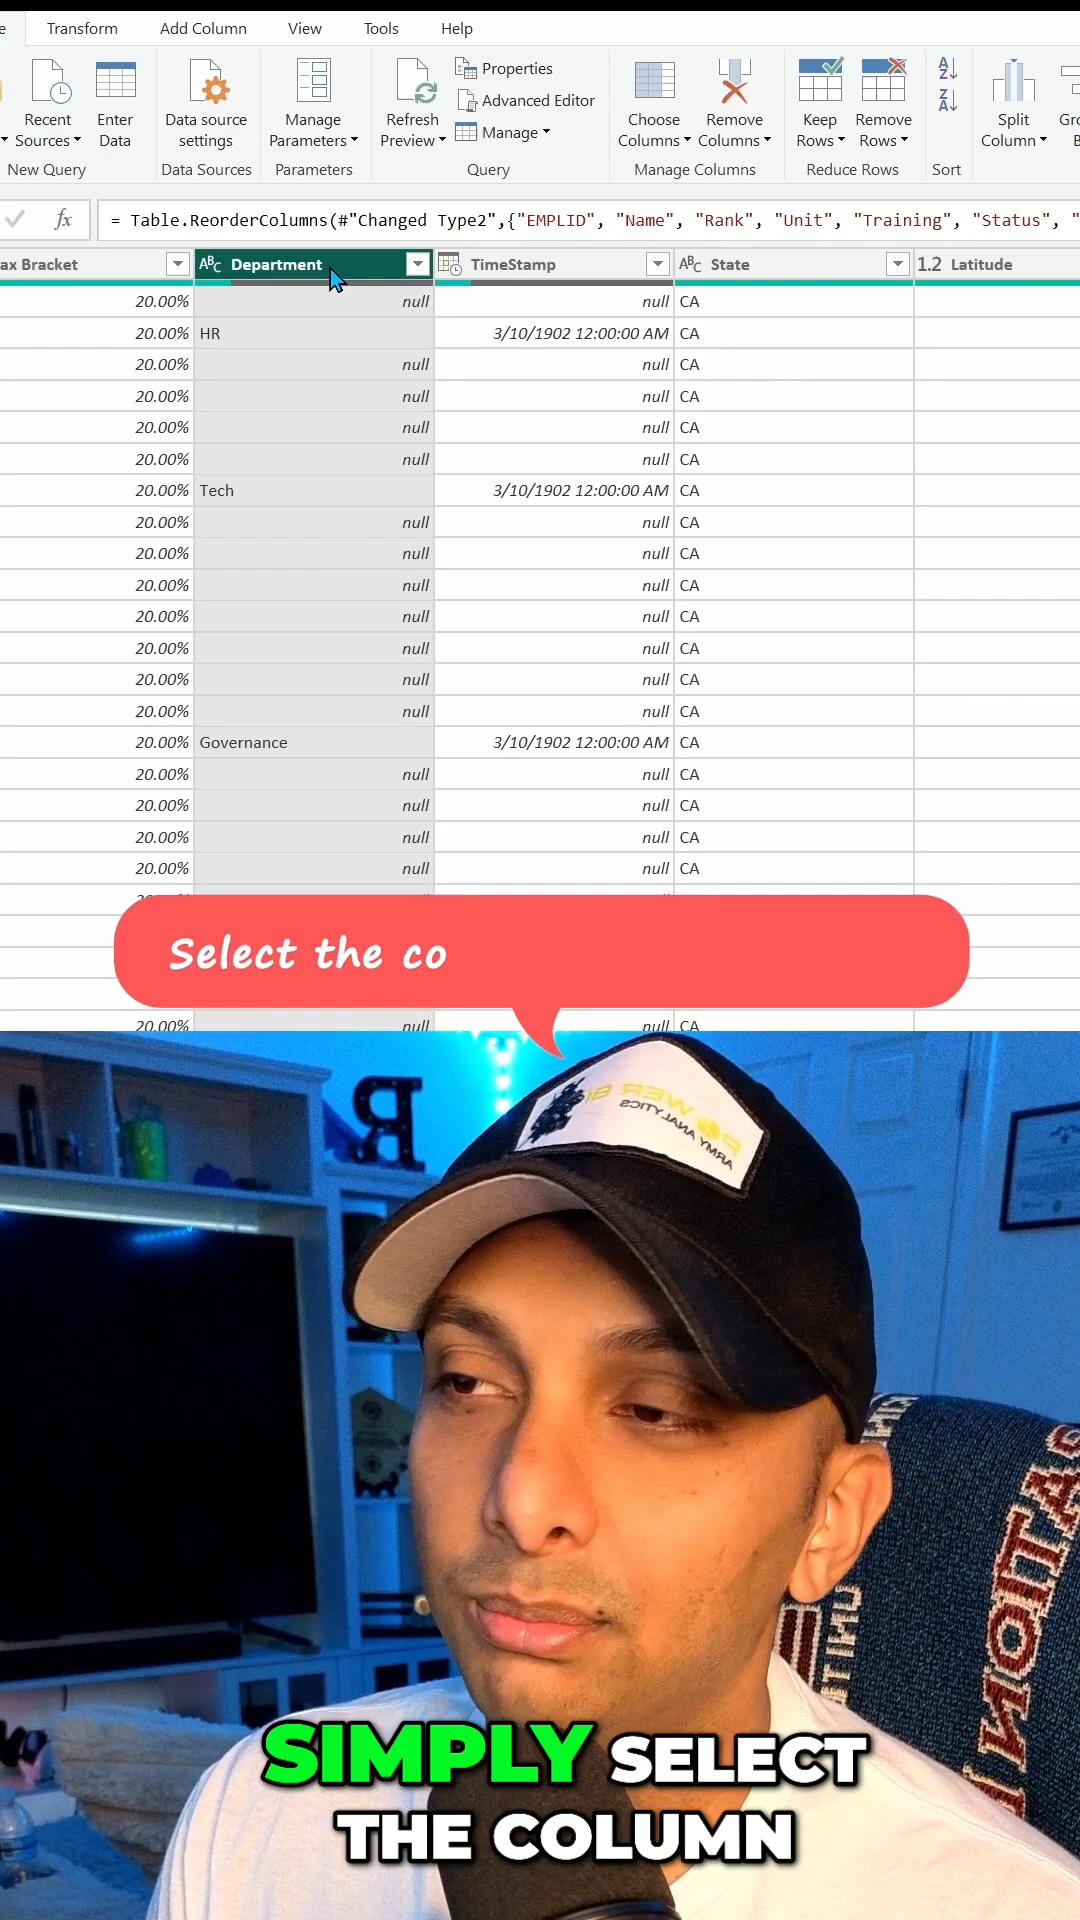 Transform Add Column View Tools Help
Recent Sources
Enter Data
New Query
Data source settings
Data Sources
Manage Parameters
Parameters
Refresh Preview
Properties
Advanced Editor
Manage
Query
Choose Columns
Remove Columns
Manage Columns
Keep Rows
Remove Rows
Reduce Rows
A Z
Z A
Sort
Split Column
fx = Table.ReorderColumns(#"Changed Type2",{"EMPLID", "Name", "Rank", "Unit", "Training", "Status", "
ax Bracket ABC Department TimeStamp ABC State 1.2 Latitude
20.00% null null CA
20.00% HR 3/10/1902 12:00:00 AM CA
20.00% null null CA
20.00% null null CA
20.00% null null CA
20.00% null null CA
20.00% Tech 3/10/1902 12:00:00 AM CA
20.00% null null CA
20.00% null null CA
20.00% null null CA
20.00% null null CA
20.00% null null CA
20.00% null null CA
20.00% null null CA
20.00% Governance 3/10/1902 12:00:00 AM CA
20.00% null null CA
20.00% null null CA
20.00% null null CA
20.00% null null CA
Select the co
20.00% null null CA
R
POWER BI
ARMY ANALYTICS
SIMPLY SELECT
THE COLUMN